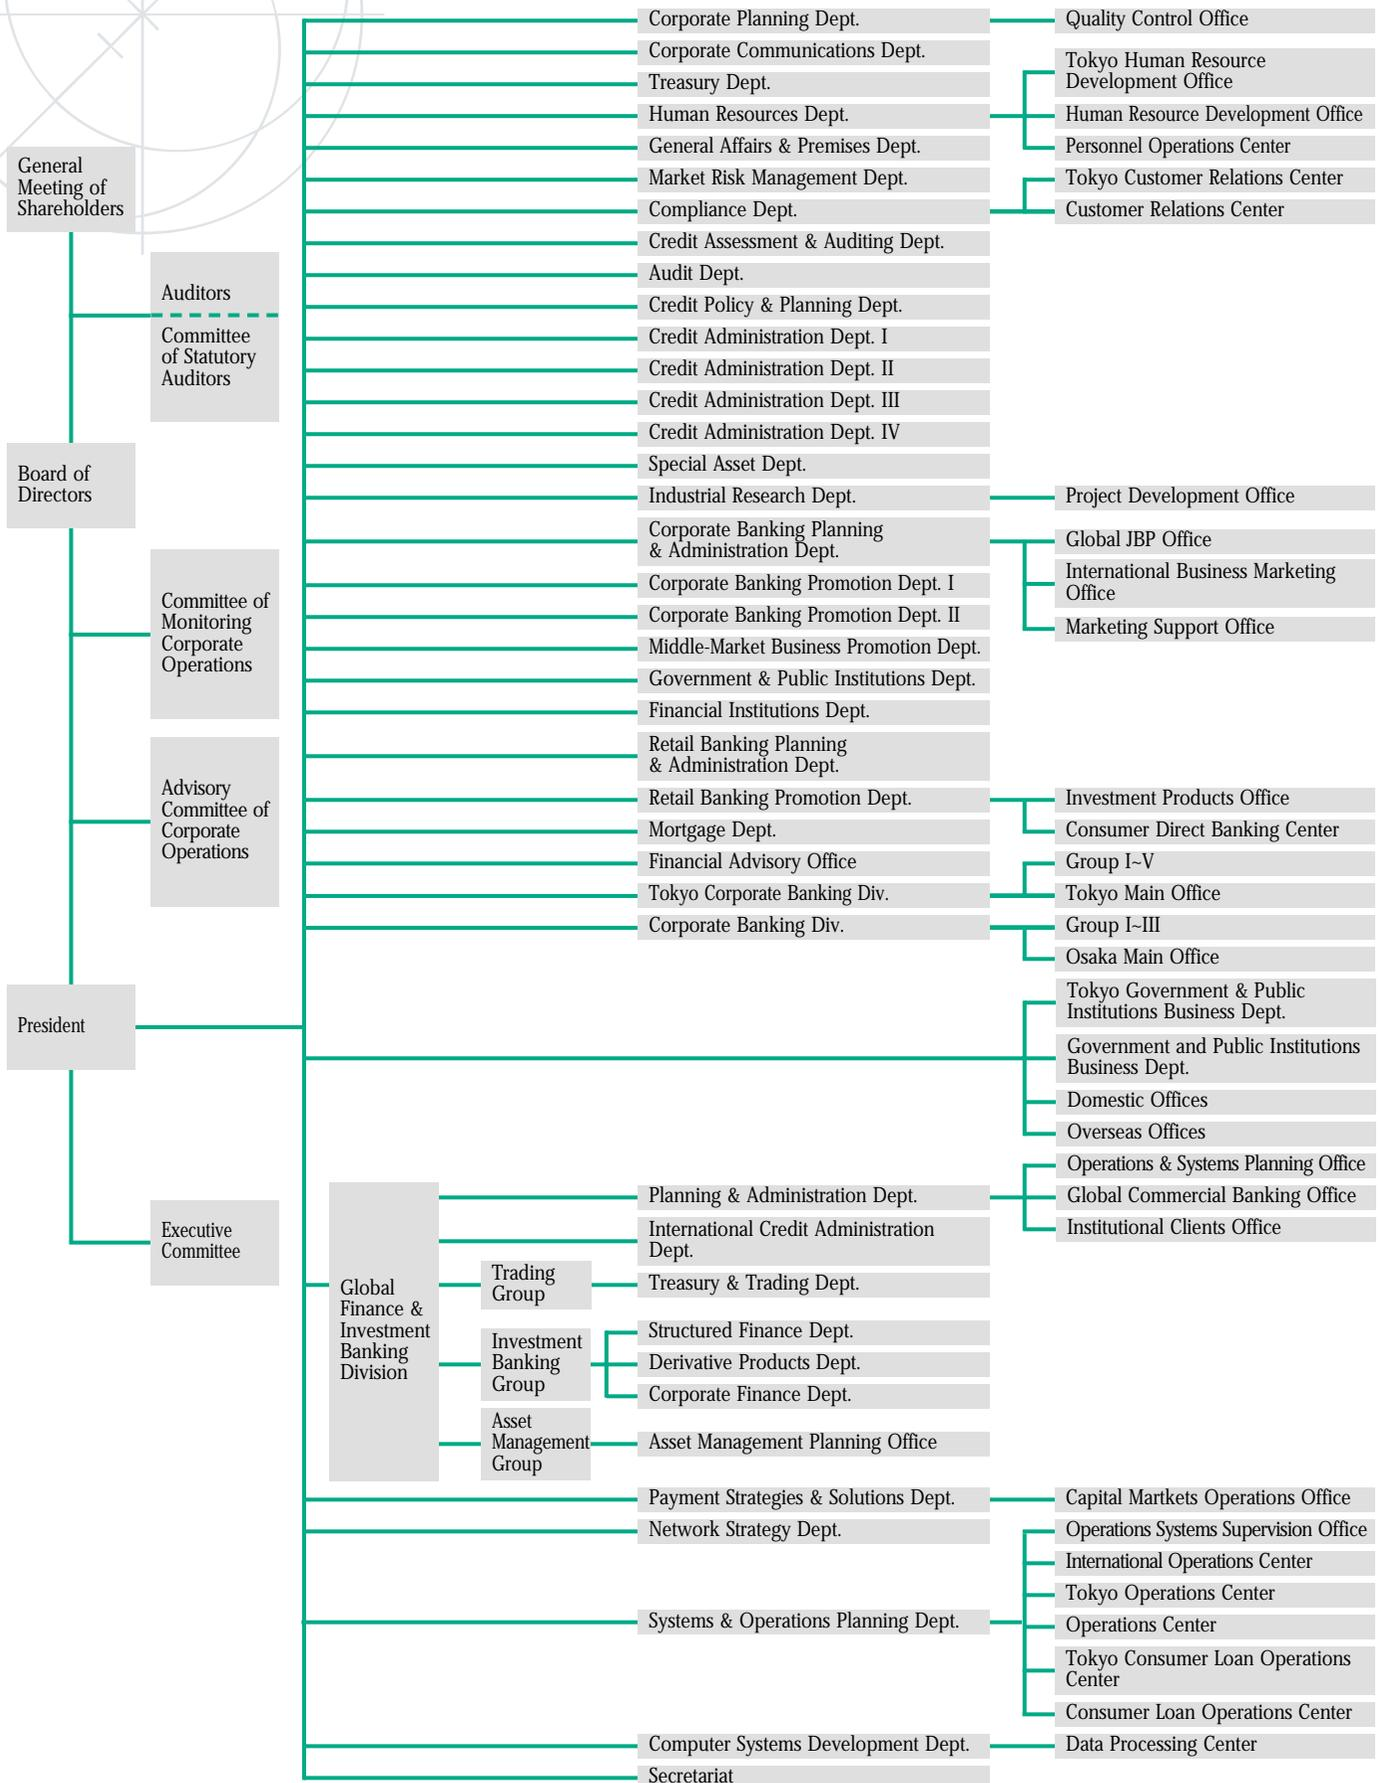 General
Meeting of
Shareholders
Auditors
Committee
of Statutory
Auditors
Board of
Directors
Committee of
Monitoring
Corporate
Operations
Advisory
Committee of
Corporate
Operations
President
Executive
Committee
Corporate Planning Dept.
Quality Control Office
Corporate Communications Dept.
Treasury Dept.
Human Resources Dept.
Tokyo Human Resource
Development Office
Human Resource Development Office
Personnel Operations Center
General Affairs & Premises Dept.
Market Risk Management Dept.
Compliance Dept.
Tokyo Customer Relations Center
Customer Relations Center
Credit Assessment & Auditing Dept.
Audit Dept.
Credit Policy & Planning Dept.
Credit Administration Dept. I
Credit Administration Dept. II
Credit Administration Dept. III
Credit Administration Dept. IV
Special Asset Dept.
Industrial Research Dept.
Project Development Office
Corporate Banking Planning
& Administration Dept.
Global JBP Office
International Business Marketing
Office
Marketing Support Office
Corporate Banking Promotion Dept. I
Corporate Banking Promotion Dept. II
Middle-Market Business Promotion Dept.
Government & Public Institutions Dept.
Financial Institutions Dept.
Retail Banking Planning
& Administration Dept.
Retail Banking Promotion Dept.
Investment Products Office
Consumer Direct Banking Center
Mortgage Dept.
Financial Advisory Office
Tokyo Corporate Banking Div.
Group I~V
Tokyo Main Office
Corporate Banking Div.
Group I~III
Osaka Main Office
Tokyo Government & Public
Institutions Business Dept.
Government and Public Institutions
Business Dept.
Domestic Offices
Overseas Offices
Global
Finance &
Investment
Banking
Division
Planning & Administration Dept.
Operations & Systems Planning Office
Global Commercial Banking Office
Institutional Clients Office
International Credit Administration
Dept.
Trading
Group
Treasury & Trading Dept.
Investment
Banking
Group
Structured Finance Dept.
Derivative Products Dept.
Corporate Finance Dept.
Asset
Management
Group
Asset Management Planning Office
Payment Strategies & Solutions Dept.
Capital Martkets Operations Office
Network Strategy Dept.
Systems & Operations Planning Dept.
Operations Systems Supervision Office
International Operations Center
Tokyo Operations Center
Operations Center
Tokyo Consumer Loan Operations
Center
Consumer Loan Operations Center
Computer Systems Development Dept.
Data Processing Center
Secretariat